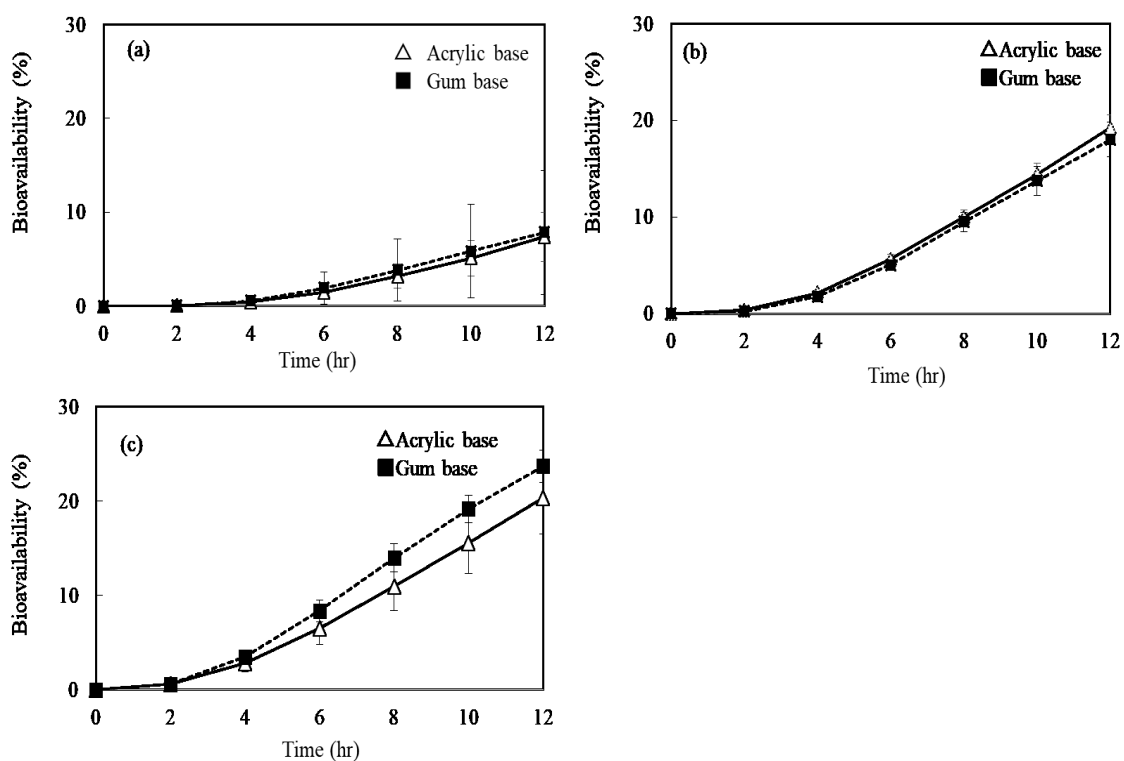 (a)
Acrylic base
Gum base
Bioavailability (%)
30
20
10
0
0 2 4 6 8 10 12
Time (hr)
(b)
Acrylic base
Gum base
Bioavailability (%)
30
20
10
0
0 2 4 6 8 10 12
Time (hr)
(c)
Acrylic base
Gum base
Bioavailability (%)
30
20
10
0
0 2 4 6 8 10 12
Time (hr)